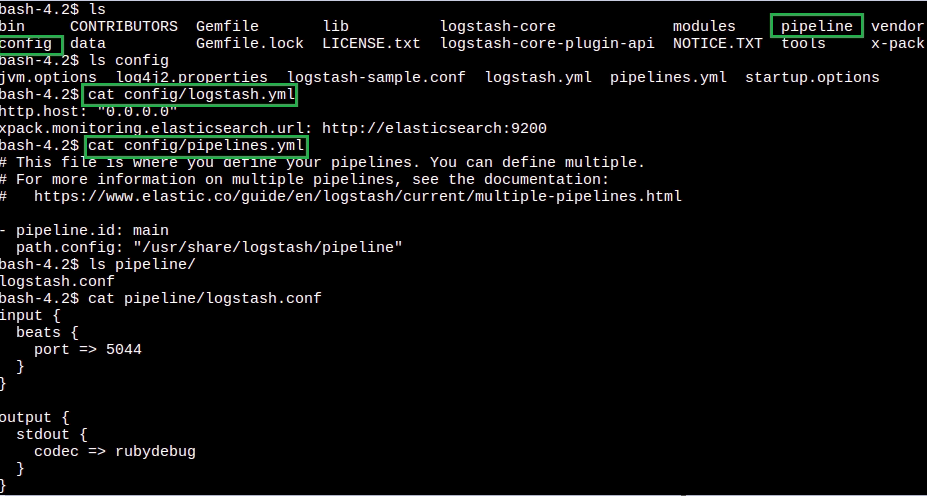 bash-4.2$ ls
bin     CONTRIBUTORS  Gemfile       lib          logstash-core             modules     pipeline  vendor
config  data          Gemfile.lock  LICENSE.txt  logstash-core-plugin-api  NOTICE.TXT  tools     x-pack
bash-4.2$ ls config
jvm.options  log4j2.properties  logstash-sample.conf  logstash.yml  pipelines.yml  startup.options
bash-4.2$ cat config/logstash.yml
http.host: "0.0.0.0"
xpack.monitoring.elasticsearch.url: http://elasticsearch:9200
bash-4.2$ cat config/pipelines.yml
# This file is where you define your pipelines. You can define multiple.
# For more information on multiple pipelines, see the documentation:
#   https://www.elastic.co/guide/en/logstash/current/multiple-pipelines.html

- pipeline.id: main
  path.config: "/usr/share/logstash/pipeline"
bash-4.2$ ls pipeline/
logstash.conf
bash-4.2$ cat pipeline/logstash.conf
input {
  beats {
    port => 5044
  }
}

output {
  stdout {
    codec => rubydebug
  }
}